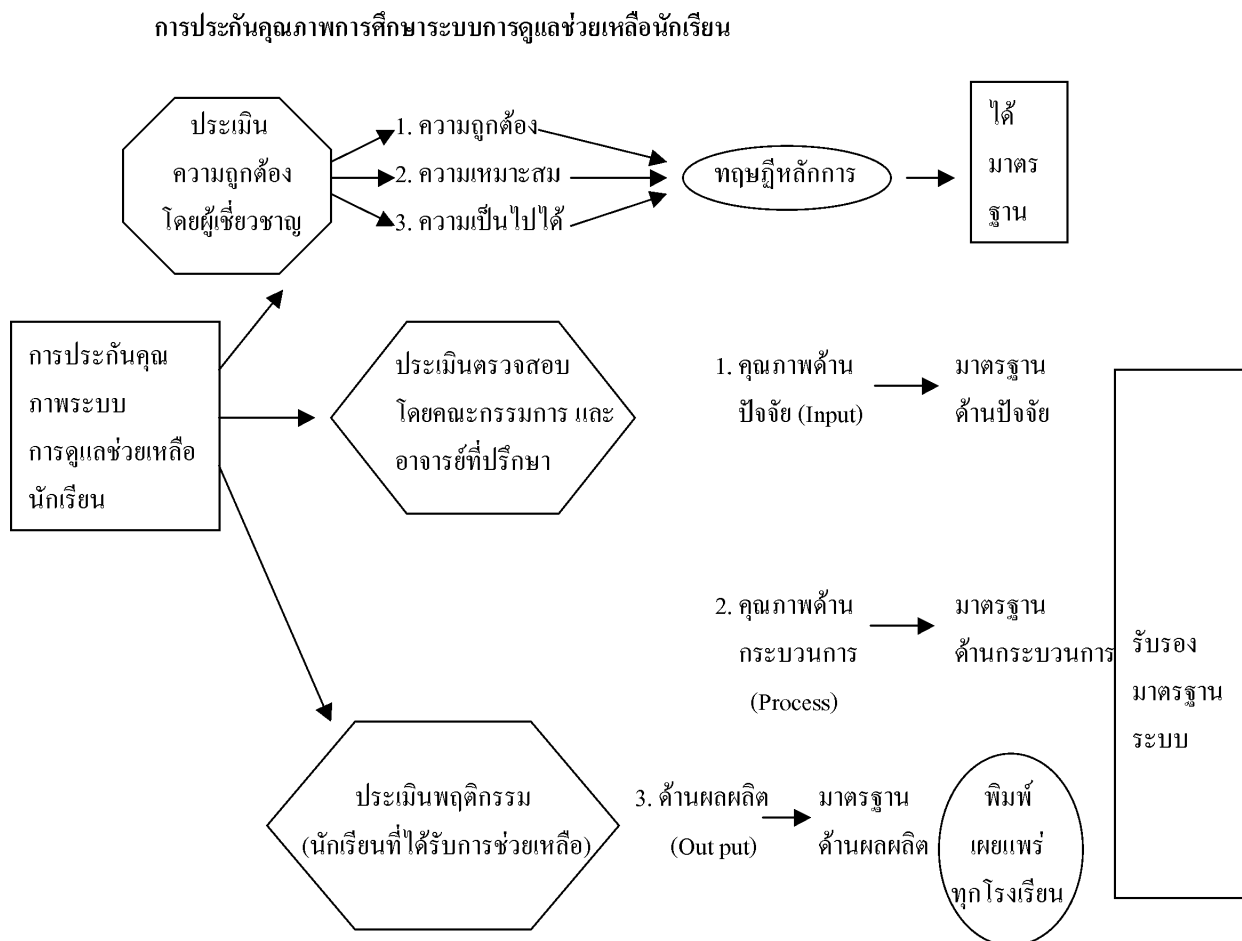 การประกันคุณภาพการศึกษาระบบการดูแลช่วยเหลือนักเรียน
ประเมิน
ความถูกต้อง
โดยผู้เชี่ยวชาญ
1. ความถูกต้อง
2. ความเหมาะสม
3. ความเป็นไปได้
ทฤษฎีหลักการ
ได้
มาตร
ฐาน
การประกันคุณ
ภาพระบบ
การดูแลช่วยเหลือ
นักเรียน
ประเมินตรวจสอบ
โดยคณะกรรมการ และ
อาจารย์ที่ปรึกษา
1. คุณภาพด้าน
ปัจจัย (Input)
มาตรฐาน
ด้านปัจจัย
2. คุณภาพด้าน
กระบวนการ
(Process)
มาตรฐาน
ด้านกระบวนการ
ประเมินพฤติกรรม
(นักเรียนที่ได้รับการช่วยเหลือ)
3. ด้านผลผลิต
(Out put)
มาตรฐาน
ด้านผลผลิต
พิมพ์
เผยแพร่
ทุกโรงเรียน
รับรอง
มาตรฐาน
ระบบ